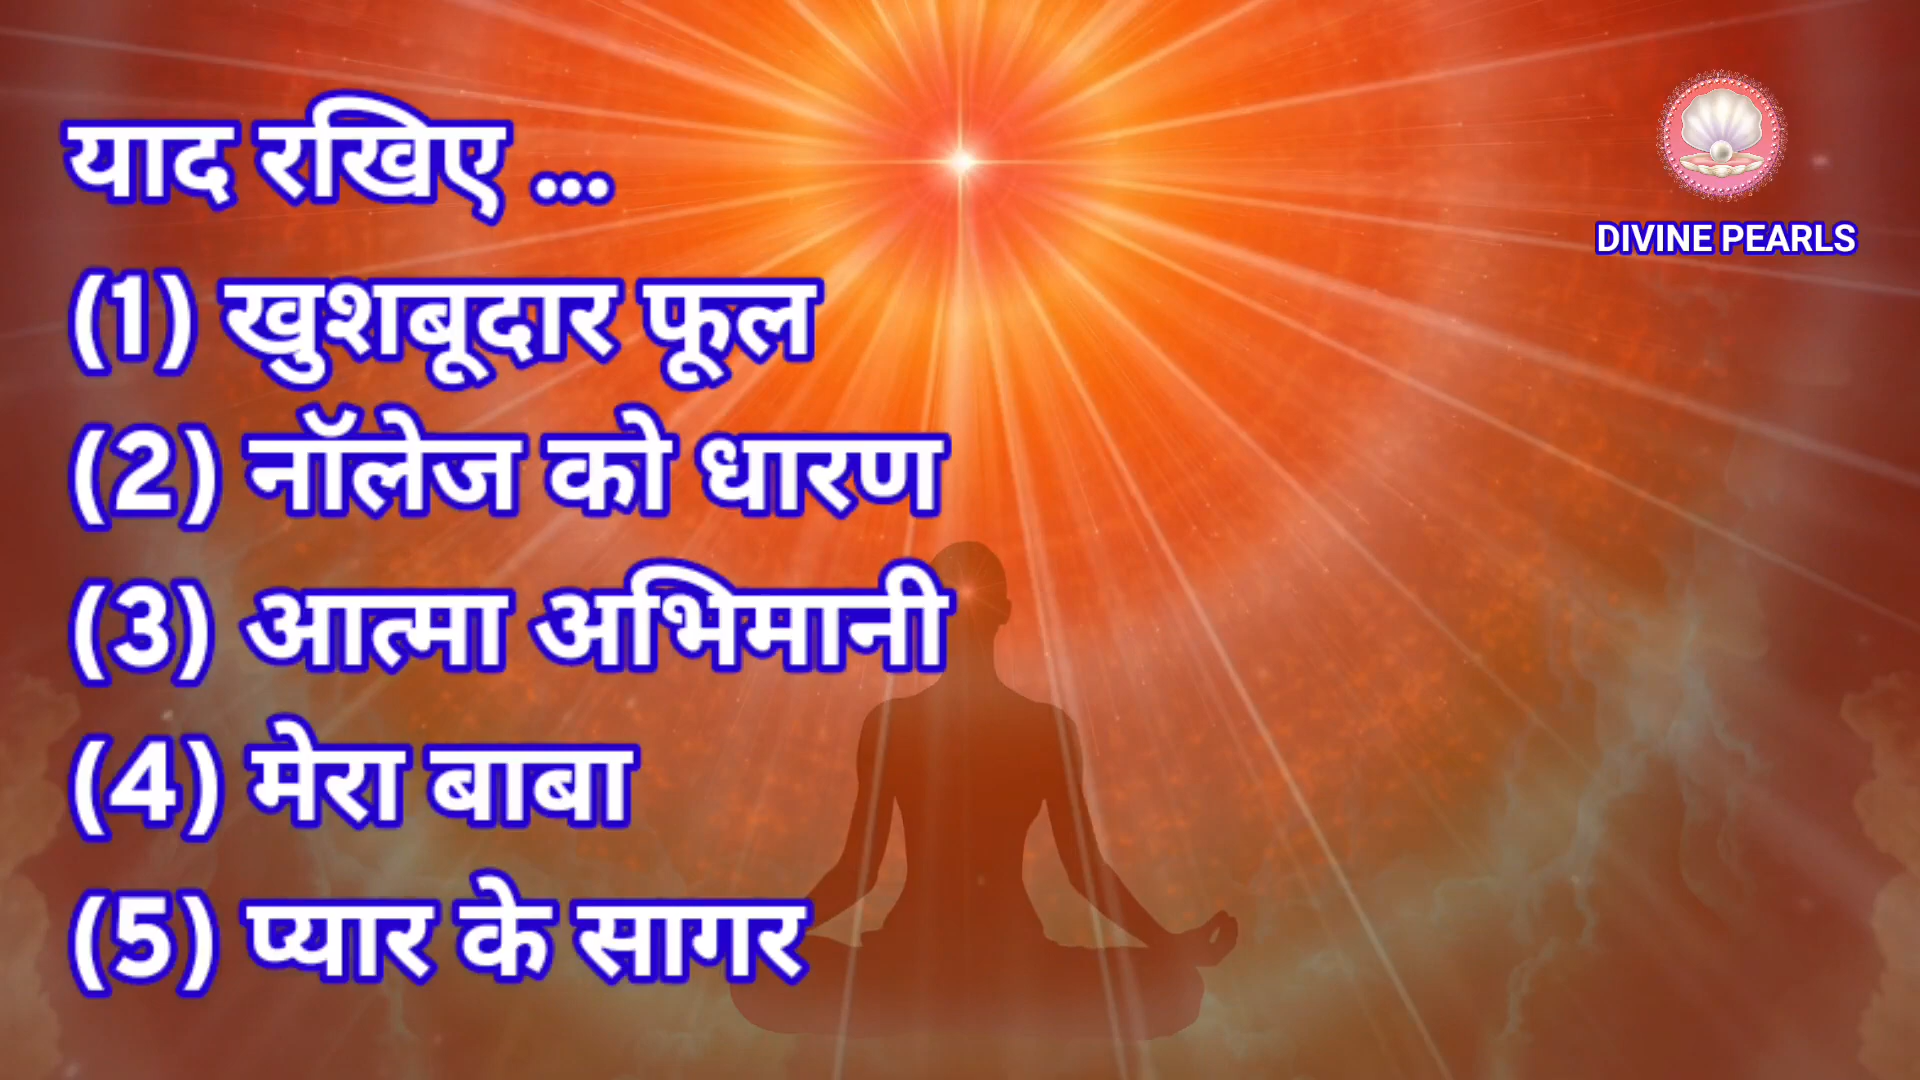 याद रखिए ...
DIVINE PEARLS
(1) खुशबूदार फूल
(2) नॉलेज को धारण
(3) आत्मा अभिमानी
(4) मेरा बाबा
(5) प्यार के सागर